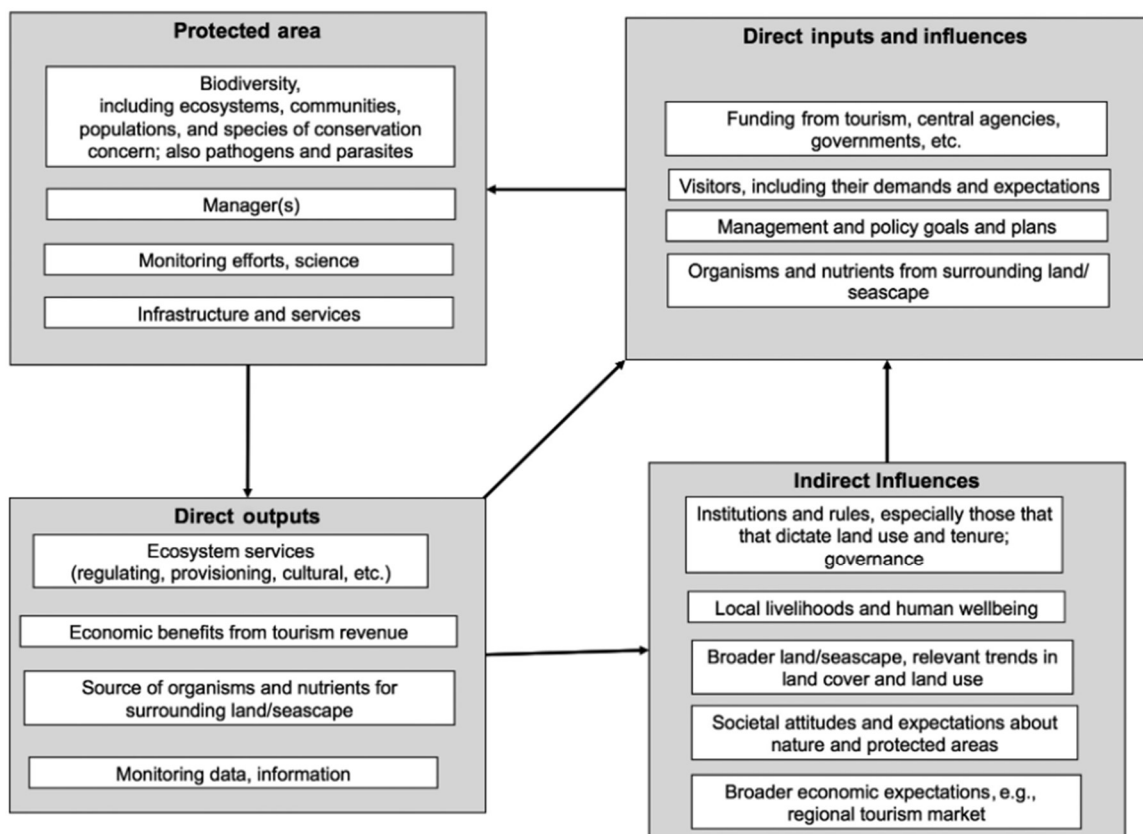 Protected area
Biodiversity,
including ecosystems, communities,
populations, and species of conservation
concern; also pathogens and parasites
Manager(s)
Monitoring efforts, science
Infrastructure and services
Direct inputs and influences
Funding from tourism, central agencies,
governments, etc.
Visitors, including their demands and expectations
Management and policy goals and plans
Organisms and nutrients from surrounding land/
seascape
Direct outputs
Ecosystem services
(regulating, provisioning, cultural, etc.)
Economic benefits from tourism revenue
Source of organisms and nutrients for
surrounding land/seascape
Monitoring data, information
Indirect Influences
Institutions and rules, especially those that
that dictate land use and tenure;
governance
Local livelihoods and human wellbeing
Broader land/seascape, relevant trends in
land cover and land use
Societal attitudes and expectations about
nature and protected areas
Broader economic expectations, e.g.,
regional tourism market